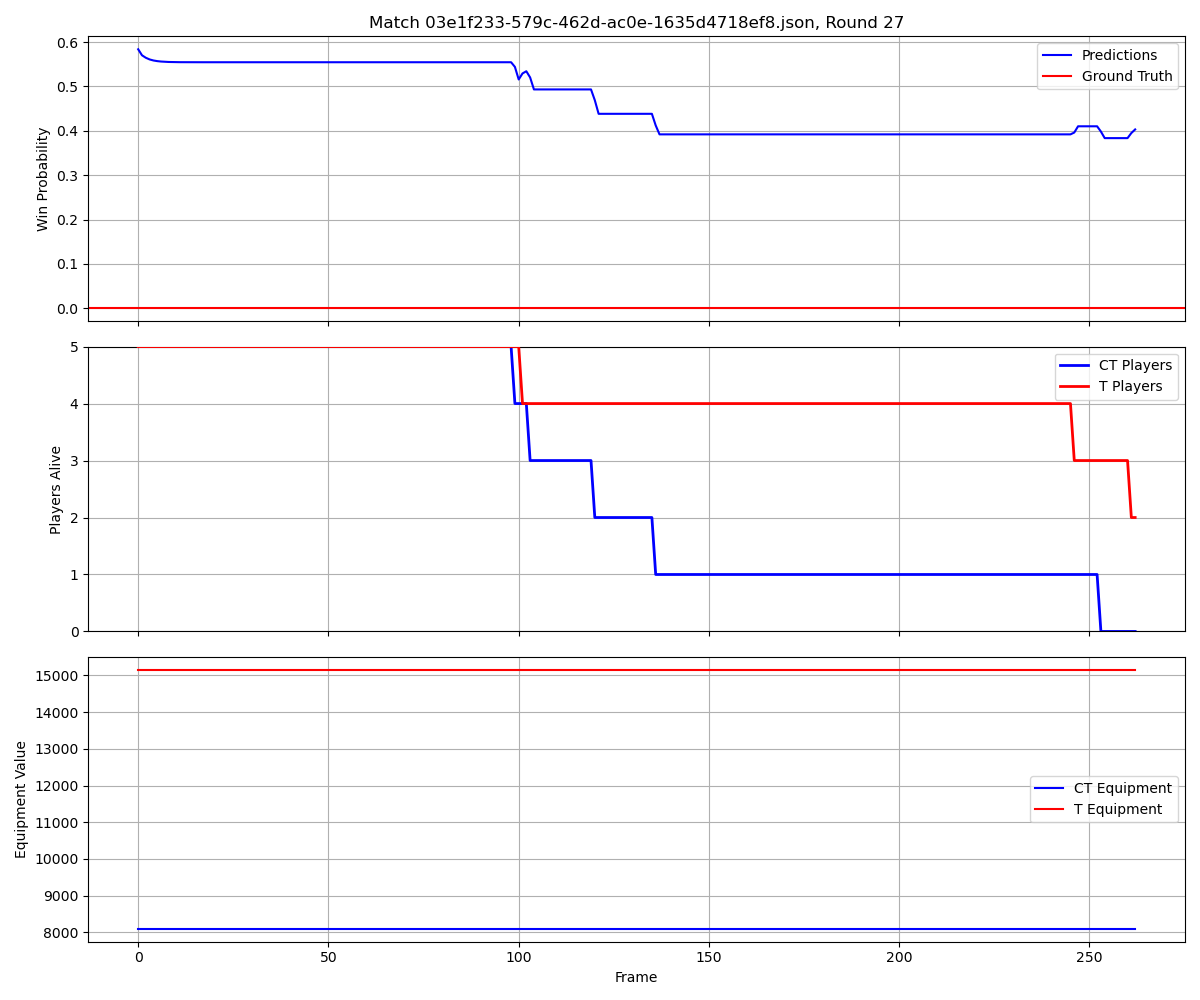 Match 03e1f233-579c-462d-ac0e-1635d4718ef8.json, Round 27
Win Probability
0.6
0.5
0.4
0.3
0.2
0.1
0.0
Predictions
Ground Truth
Players Alive
5
4
3
2
1
0
CT Players
T Players
Equipment Value
15000
14000
13000
12000
11000
10000
9000
8000
CT Equipment
T Equipment
0 50 100 150 200 250
Frame